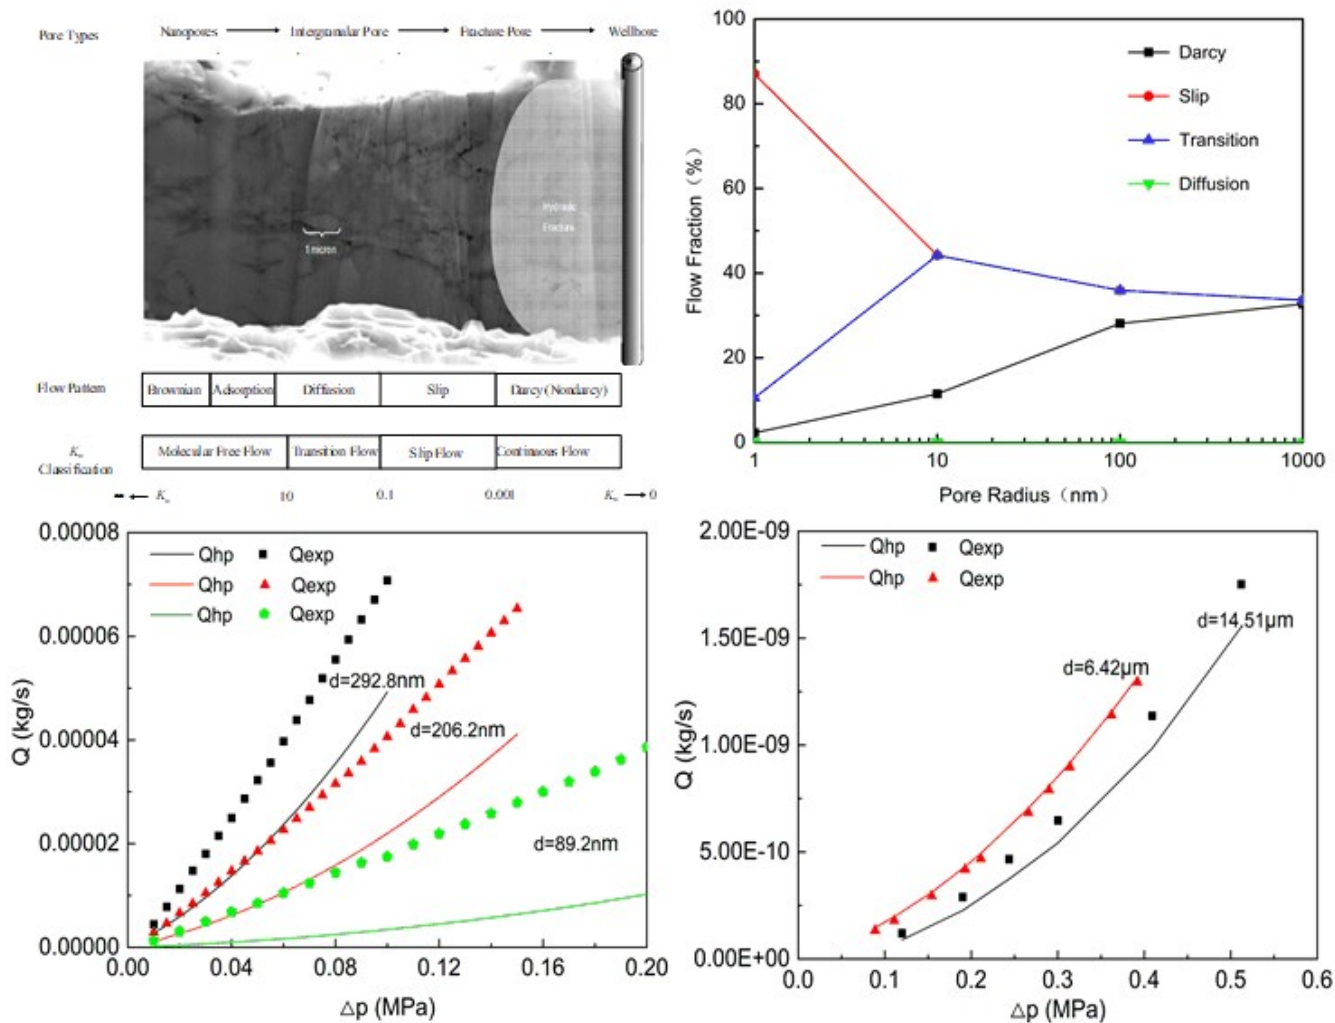 Pore Types
Nanopores
Intergranular Pore
Fracture Pore
Wellbore
1 micron
Hydraulic
Fracture
Flow Pattern
Brownian
Adsorption
Diffusion
Slip
Darcy (Nondarcy)
Kn
Classification
Molecular Free Flow
Transition Flow
Slip Flow
Continuous Flow
Kn
10
0.1
0.001
Kn
0
100
80
60
40
20
0
Flow Fraction（%）
Darcy
Slip
Transition
Diffusion
1
10
100
1000
Pore Radius（nm）
0.00008
0.00006
0.00004
0.00002
0.00000
Q (kg/s)
Qhp Qexp
Qhp Qexp
Qhp Qexp
d=292.8nm
d=206.2nm
d=89.2nm
0.00 0.04 0.08 0.12 0.16 0.20
△p (MPa)
2.00E-09
1.50E-09
1.00E-09
5.00E-10
0.00E+00
Q (kg/s)
Qhp Qexp
Qhp Qexp
d=14.51μm
d=6.42μm
0.0 0.1 0.2 0.3 0.4 0.5 0.6
△p (MPa)